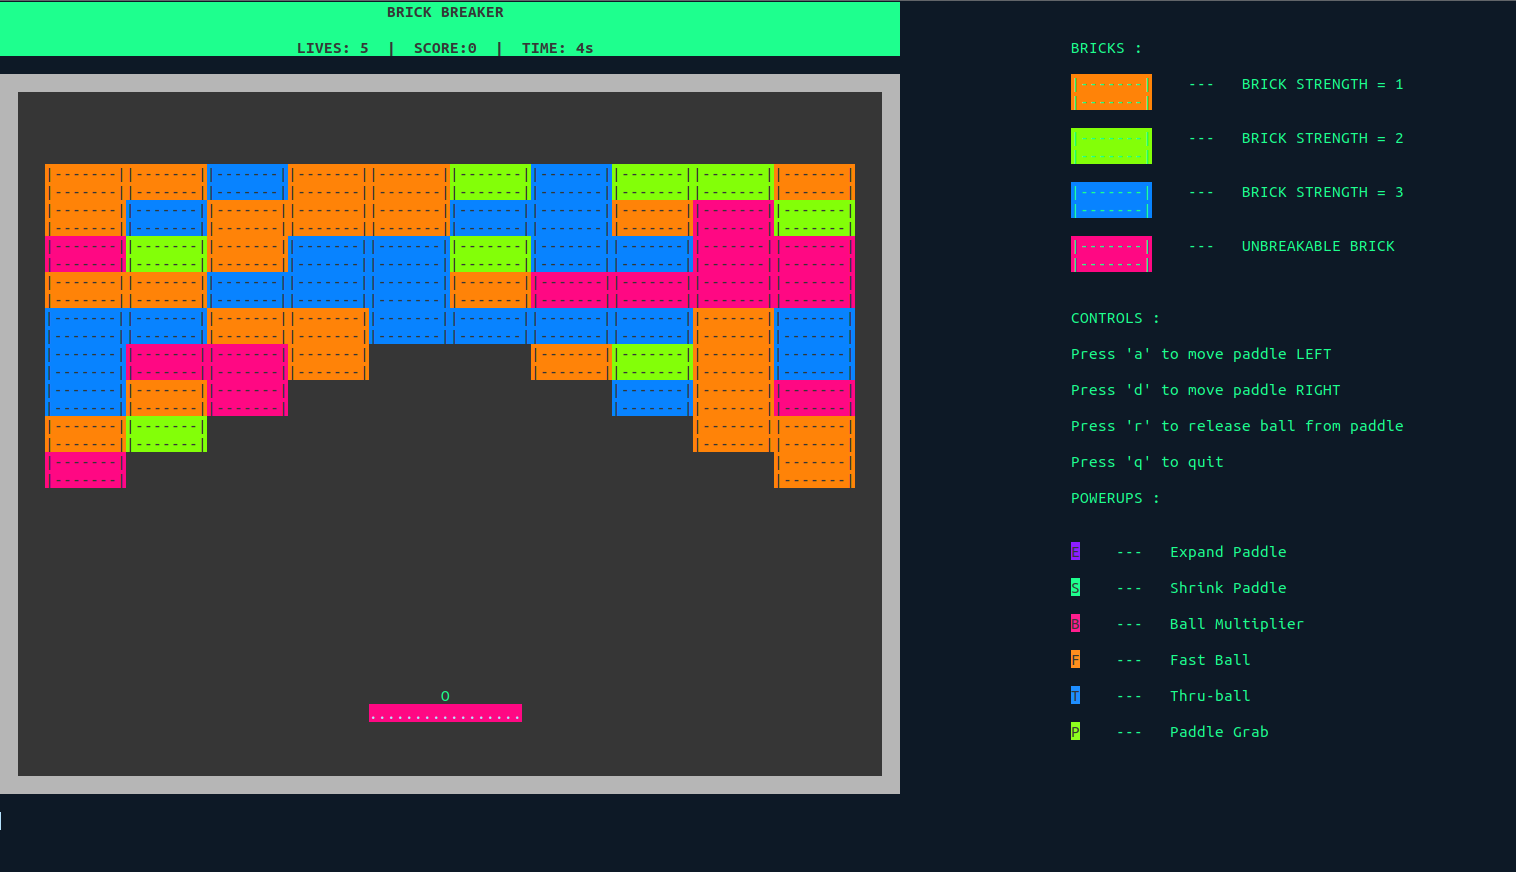 BRICK BREAKER
LIVES: 5 | SCORE:0 | TIME: 4s
BRICKS :
|-------| --- BRICK STRENGTH = 1
|-------|
|-------| --- BRICK STRENGTH = 2
|-------|
|-------| --- BRICK STRENGTH = 3
|-------|
|-------| --- UNBREAKABLE BRICK
|-------|
CONTROLS :
Press 'a' to move paddle LEFT
Press 'd' to move paddle RIGHT
Press 'r' to release ball from paddle
Press 'q' to quit
POWERUPS :
E --- Expand Paddle
S --- Shrink Paddle
B --- Ball Multiplier
F --- Fast Ball
T --- Thru-ball
P --- Paddle Grab
O
.................